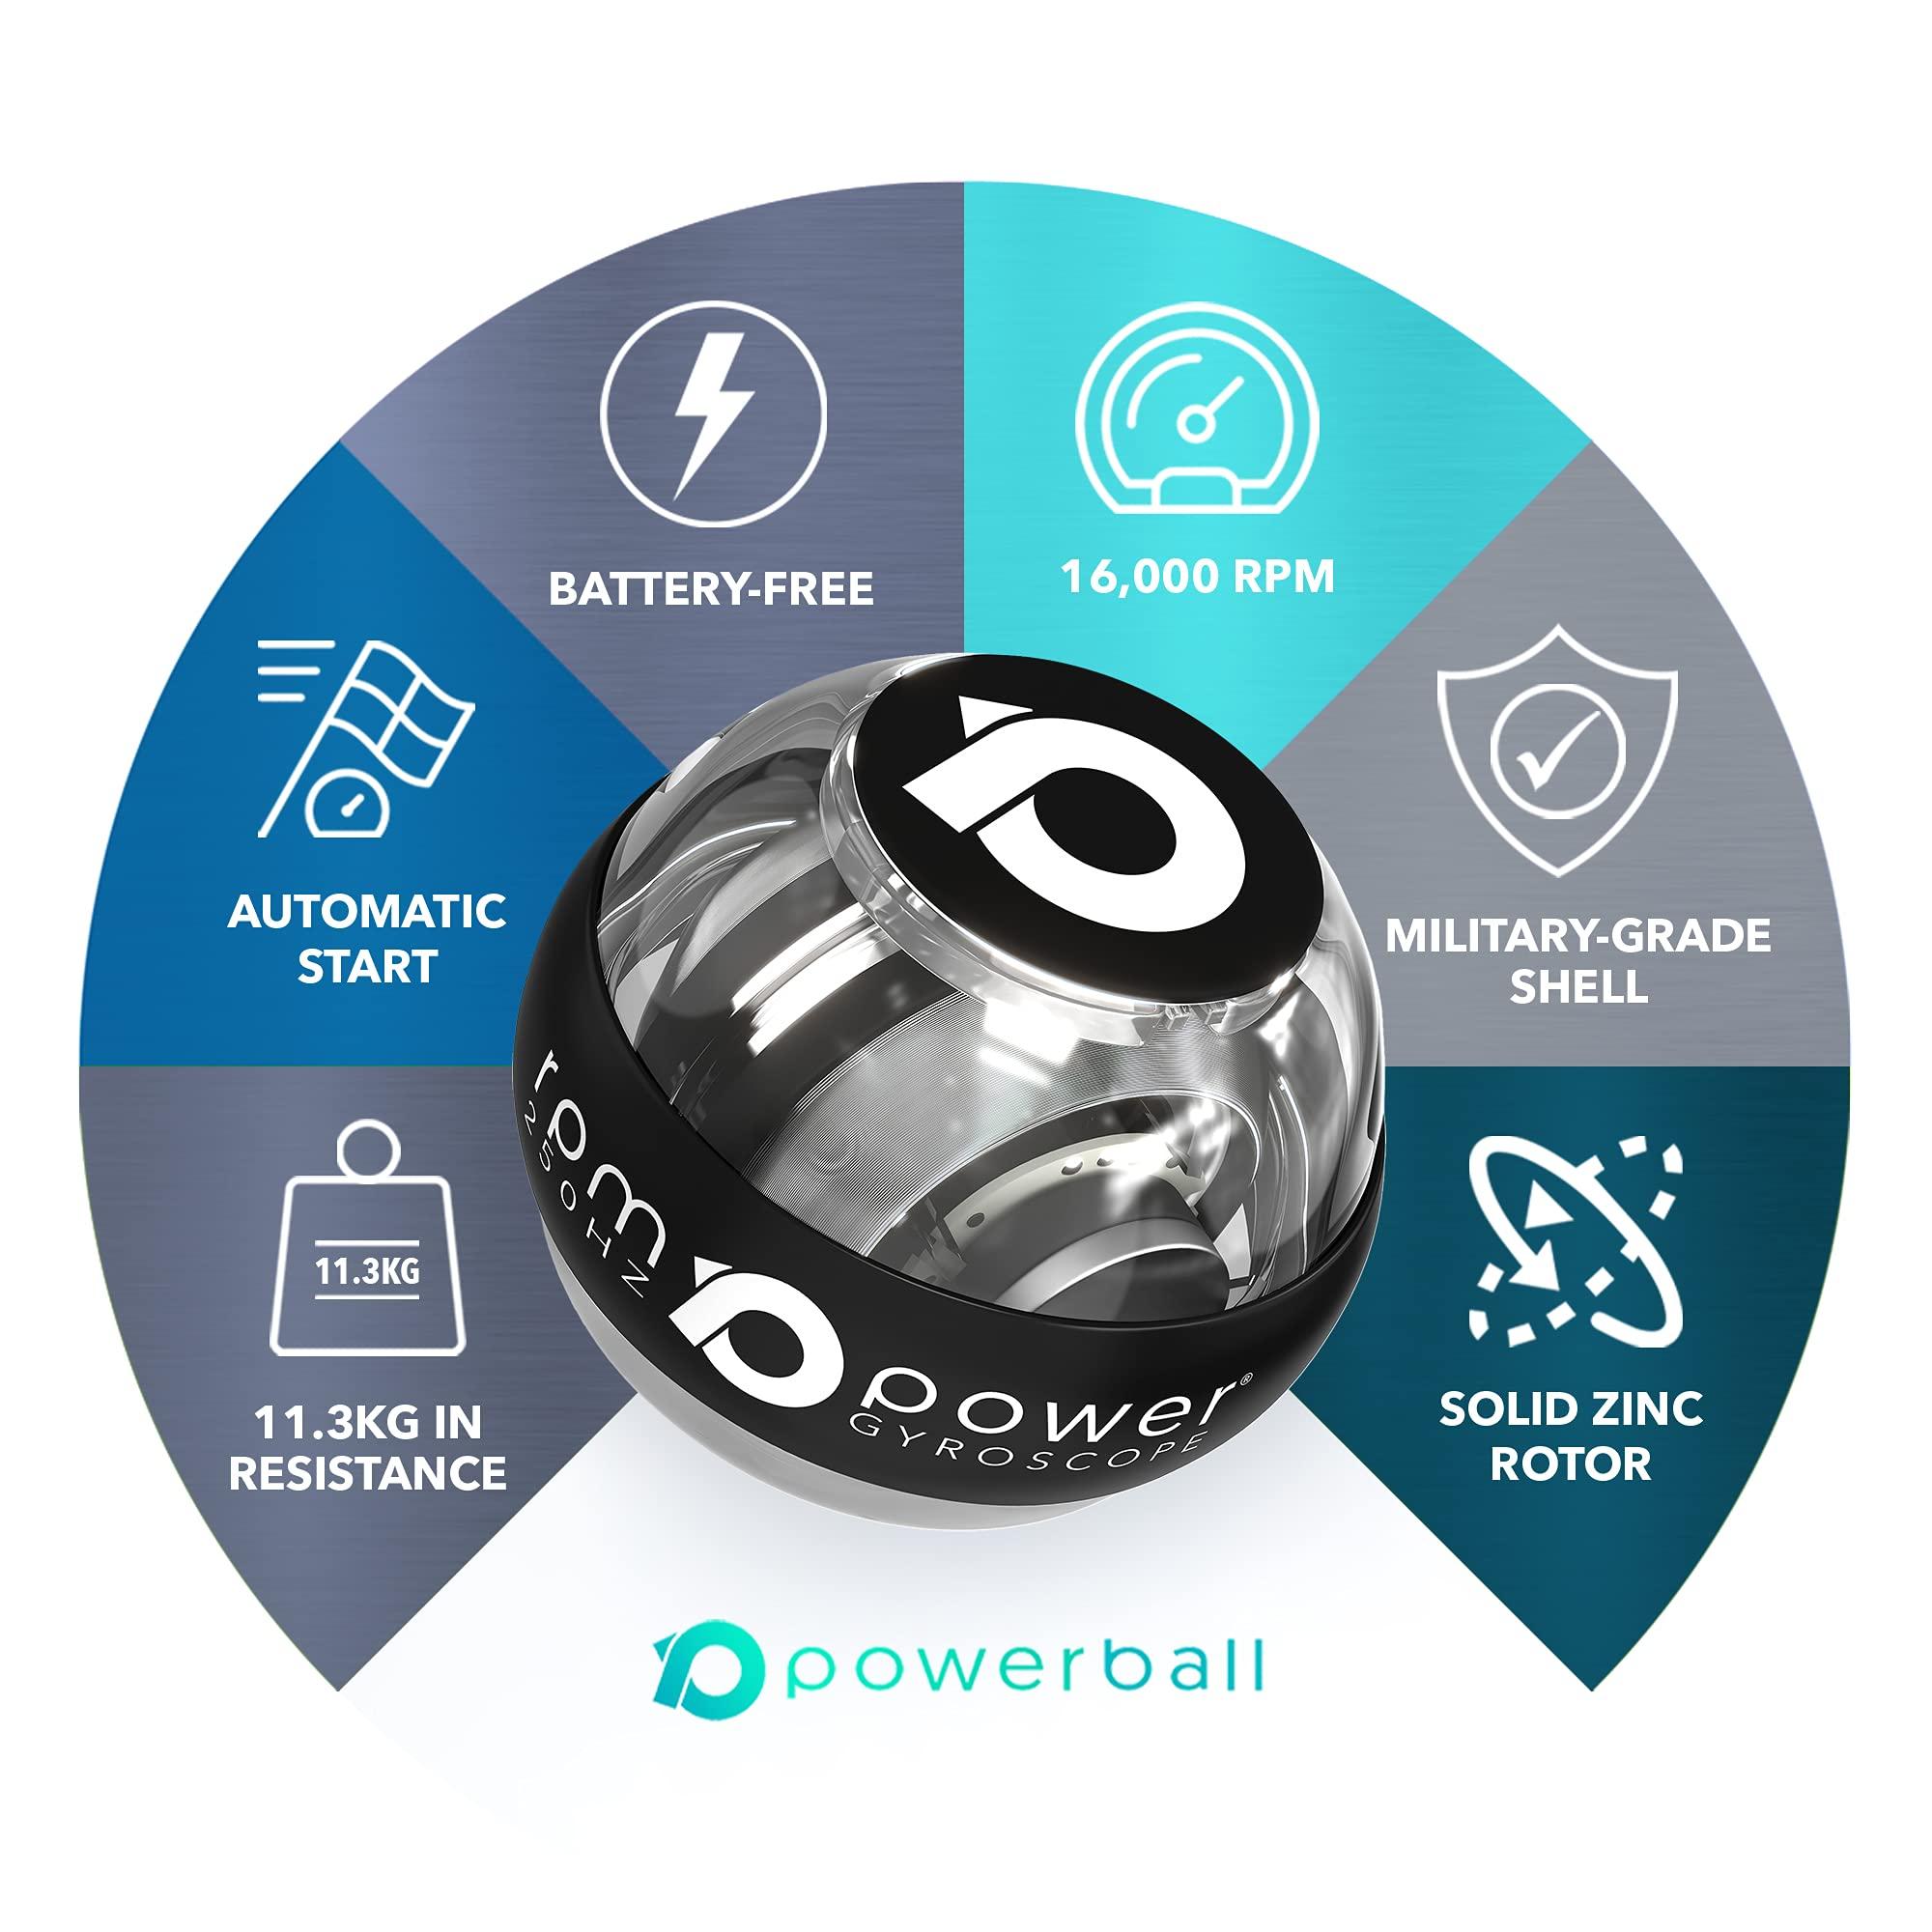 BATTERY-FREE
16,000 RPM
AUTOMATIC
START
MILITARY-GRADE
SHELL
11.3KG
11.3KG IN
RESISTANCE
SOLID ZINC
ROTOR
rpm
250HZ
power®
GYROSCOPE
powerball